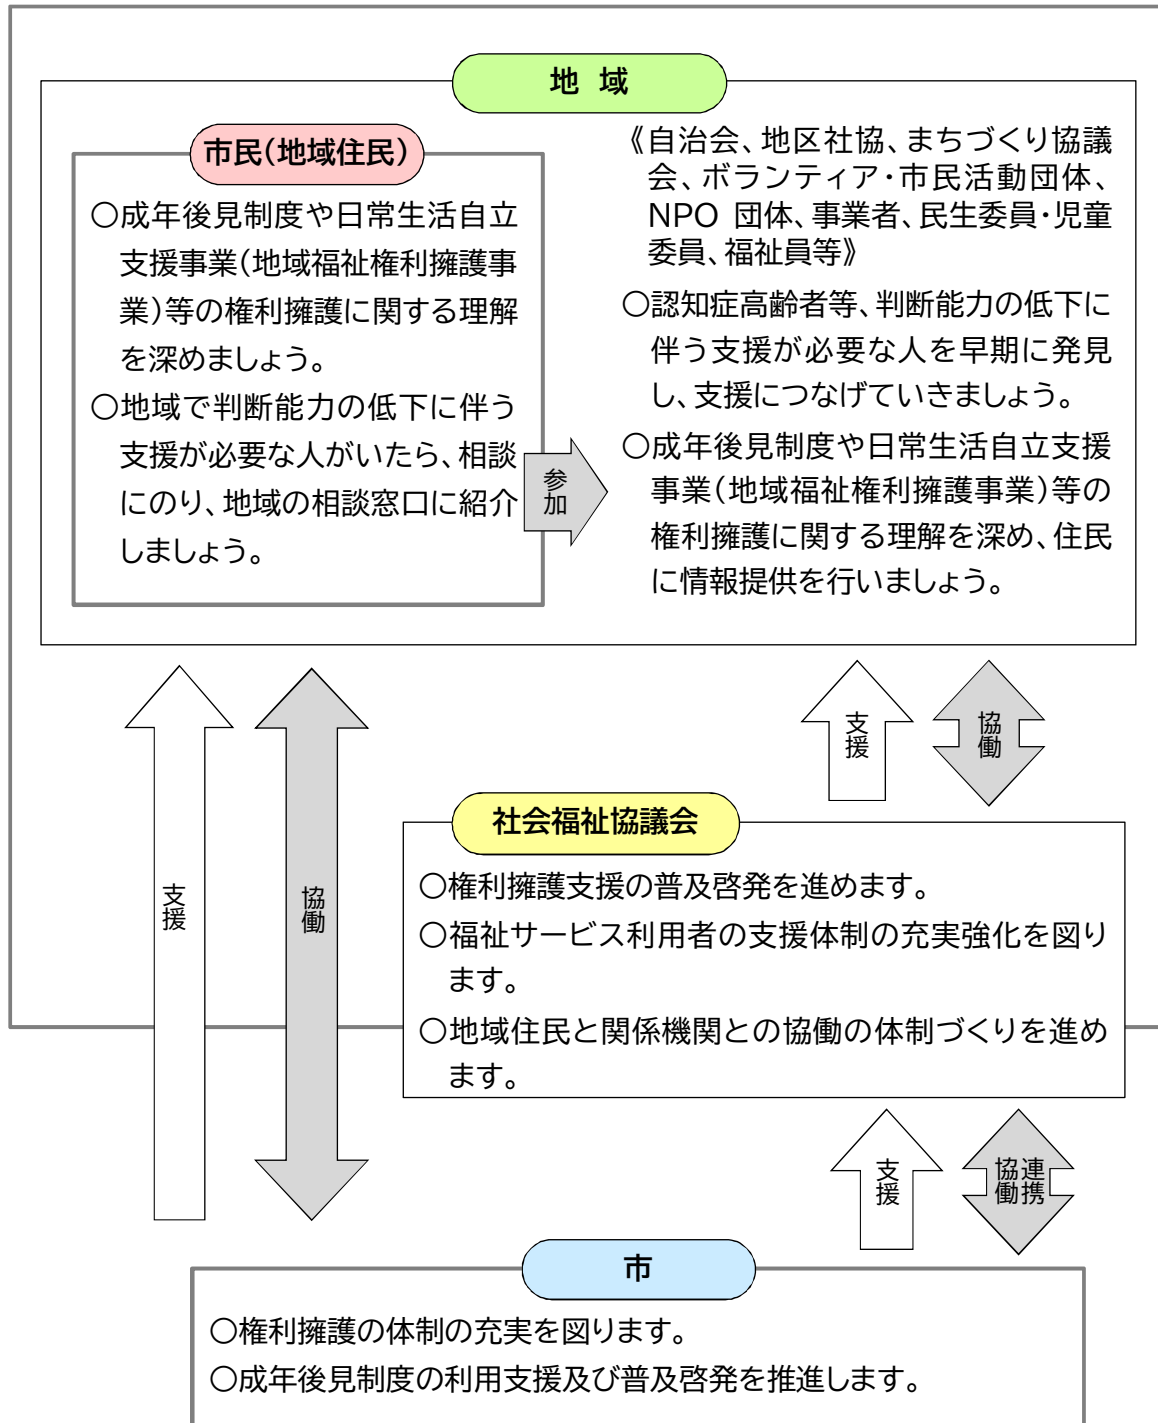 地 域
市民(地域住民)
○成年後見制度や日常生活自立
支援事業(地域福祉権利擁護事
業)等の権利擁護に関する理解
を深めましょう。
○地域で判断能力の低下に伴う
支援が必要な人がいたら、相談
にのり、地域の相談窓口に紹介
しましょう。
参加
《自治会、地区社協、まちづくり協議
会、ボランティア・市民活動団体、
NPO 団体、事業者、民生委員・児童
委員、福祉員等》
○認知症高齢者等、判断能力の低下に
伴う支援が必要な人を早期に発見
し、支援につなげていきましょう。
○成年後見制度や日常生活自立支援
事業(地域福祉権利擁護事業)等の
権利擁護に関する理解を深め、住民
に情報提供を行いましょう。
支援
協働
支援
協働
社会福祉協議会
○権利擁護支援の普及啓発を進めます。
○福祉サービス利用者の支援体制の充実強化を図り
ます。
○地域住民と関係機関との協働の体制づくりを進め
ます。
支援
連携
協働
市
○権利擁護の体制の充実を図ります。
○成年後見制度の利用支援及び普及啓発を推進します。